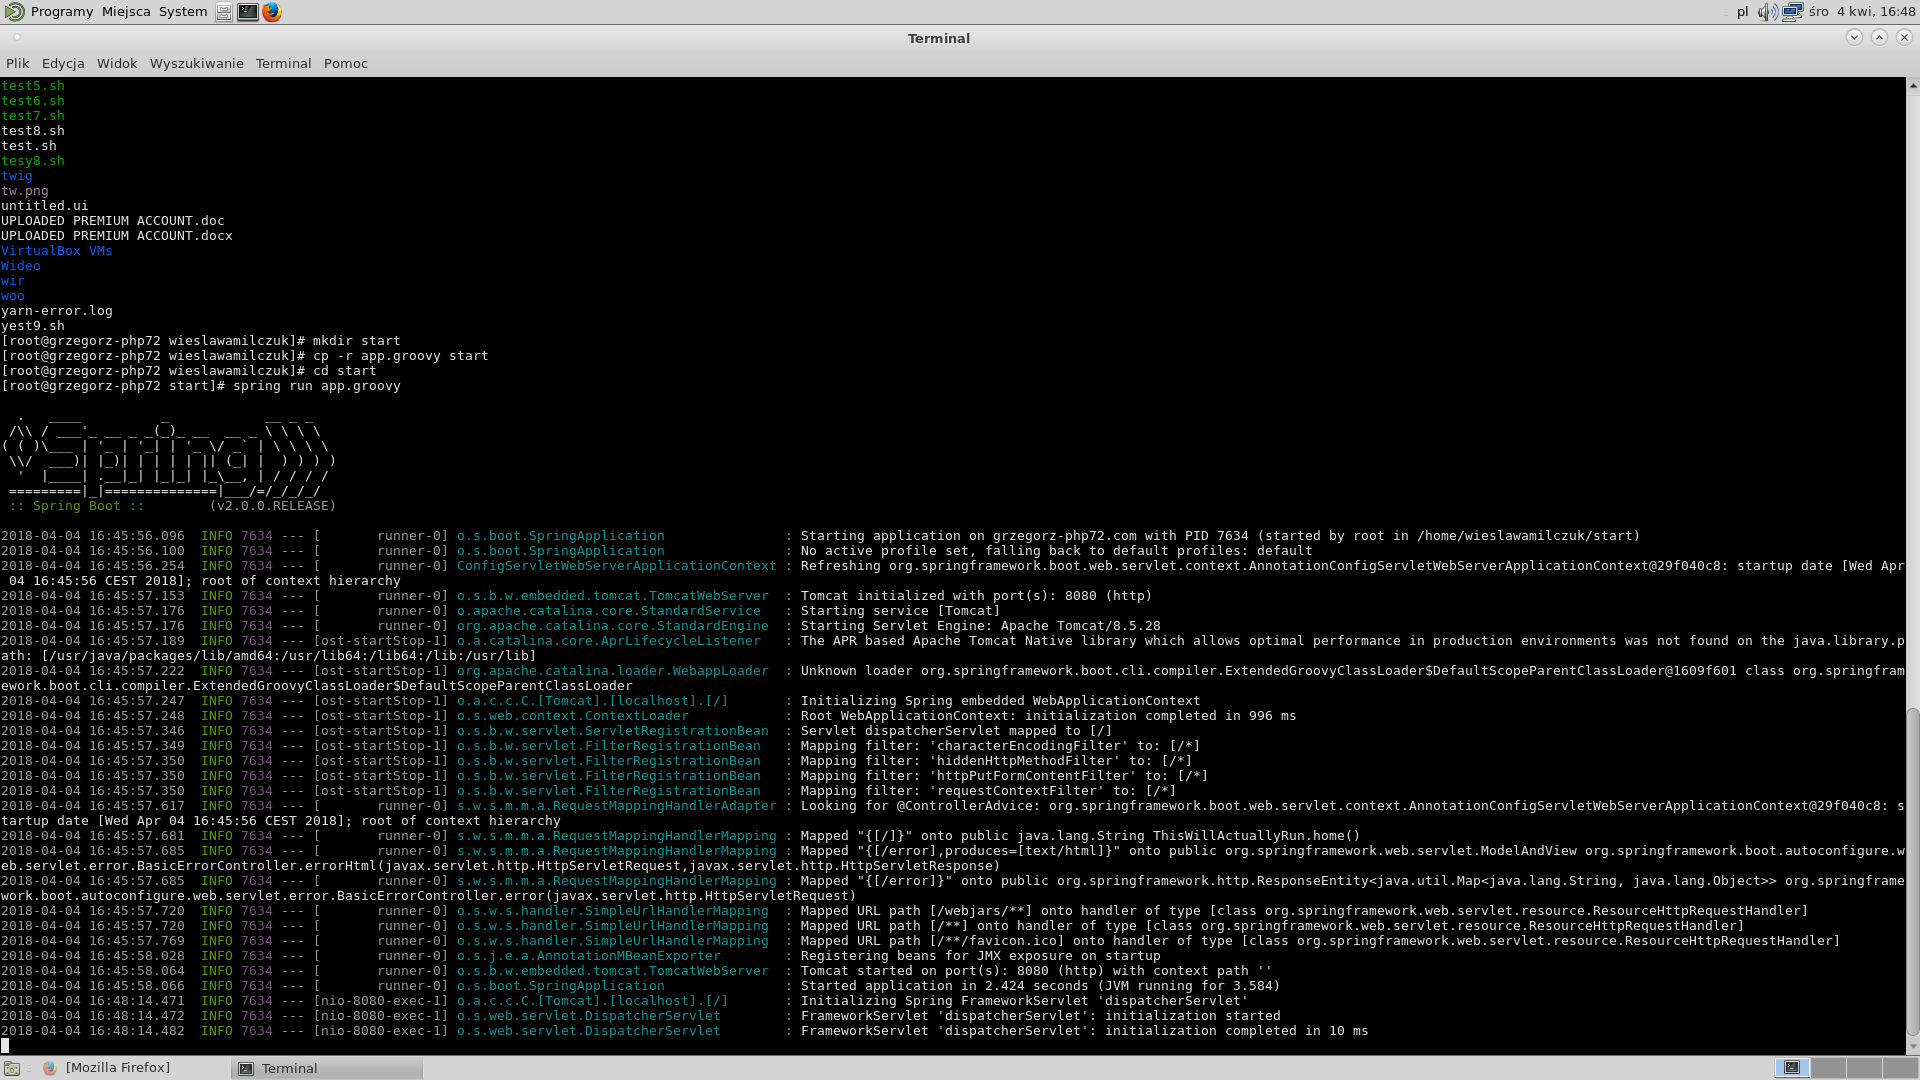 Programy Miejsca System pl śro 4 kwi, 16:48
Terminal
Plik Edycja Widok Wyszukiwanie Terminal Pomoc
test5.sh
test6.sh
test7.sh
test8.sh
test.sh
tesy8.sh
twig
tw.png
untitled.ui
UPLOADED PREMIUM ACCOUNT.doc
UPLOADED PREMIUM ACCOUNT.docx
VirtualBox VMs
Wideo
wir
woo
yarn-error.log
yest9.sh
[root@grzegorz-php72 wieslawamilczuk]# mkdir start
[root@grzegorz-php72 wieslawamilczuk]# cp -r app.groovy start
[root@grzegorz-php72 wieslawamilczuk]# cd start
[root@grzegorz-php72 start]# spring run app.groovy
  .   ____          _            __ _ _
 /\\ / ___'_ __ _ _(_)_ __  __ _ \ \ \ \
( ( )\___ | '_ | '_| | '_ \/ _` | \ \ \ \
 \\/  ___)| |_)| | | | | || (_| |  ) ) ) )
  '  |____| .__|_| |_|_| |_\__, | / / / /
 =========|_|==============|___/=/_/_/_/
 :: Spring Boot ::        (v2.0.0.RELEASE)
2018-04-04 16:45:56.096  INFO 7634 --- [       runner-0] o.s.boot.SpringApplication               : Starting application on grzegorz-php72.com with PID 7634 (started by root in /home/wieslawamilczuk/start)
2018-04-04 16:45:56.100  INFO 7634 --- [       runner-0] o.s.boot.SpringApplication               : No active profile set, falling back to default profiles: default
2018-04-04 16:45:56.254  INFO 7634 --- [       runner-0] ConfigServletWebServerApplicationContext : Refreshing org.springframework.boot.web.servlet.context.AnnotationConfigServletWebServerApplicationContext@29f040c8: startup date [Wed Apr
 04 16:45:56 CEST 2018]; root of context hierarchy
2018-04-04 16:45:57.153  INFO 7634 --- [       runner-0] o.s.b.w.embedded.tomcat.TomcatWebServer  : Tomcat initialized with port(s): 8080 (http)
2018-04-04 16:45:57.176  INFO 7634 --- [       runner-0] o.apache.catalina.core.StandardService   : Starting service [Tomcat]
2018-04-04 16:45:57.176  INFO 7634 --- [       runner-0] org.apache.catalina.core.StandardEngine  : Starting Servlet Engine: Apache Tomcat/8.5.28
2018-04-04 16:45:57.189  INFO 7634 --- [ost-startStop-1] o.a.catalina.core.AprLifecycleListener   : The APR based Apache Tomcat Native library which allows optimal performance in production environments was not found on the java.library.p
ath: [/usr/java/packages/lib/amd64:/usr/lib64:/lib64:/lib:/usr/lib]
2018-04-04 16:45:57.222  INFO 7634 --- [ost-startStop-1] org.apache.catalina.loader.WebappLoader  : Unknown loader org.springframework.boot.cli.compiler.ExtendedGroovyClassLoader$DefaultScopeParentClassLoader@1609f601 class org.springfram
ework.boot.cli.compiler.ExtendedGroovyClassLoader$DefaultScopeParentClassLoader
2018-04-04 16:45:57.247  INFO 7634 --- [ost-startStop-1] o.a.c.c.C.[Tomcat].[localhost].[/]       : Initializing Spring embedded WebApplicationContext
2018-04-04 16:45:57.248  INFO 7634 --- [ost-startStop-1] o.s.web.context.ContextLoader            : Root WebApplicationContext: initialization completed in 996 ms
2018-04-04 16:45:57.346  INFO 7634 --- [ost-startStop-1] o.s.b.w.servlet.ServletRegistrationBean  : Servlet dispatcherServlet mapped to [/]
2018-04-04 16:45:57.349  INFO 7634 --- [ost-startStop-1] o.s.b.w.servlet.FilterRegistrationBean   : Mapping filter: 'characterEncodingFilter' to: [/*]
2018-04-04 16:45:57.350  INFO 7634 --- [ost-startStop-1] o.s.b.w.servlet.FilterRegistrationBean   : Mapping filter: 'hiddenHttpMethodFilter' to: [/*]
2018-04-04 16:45:57.350  INFO 7634 --- [ost-startStop-1] o.s.b.w.servlet.FilterRegistrationBean   : Mapping filter: 'httpPutFormContentFilter' to: [/*]
2018-04-04 16:45:57.350  INFO 7634 --- [ost-startStop-1] o.s.b.w.servlet.FilterRegistrationBean   : Mapping filter: 'requestContextFilter' to: [/*]
2018-04-04 16:45:57.617  INFO 7634 --- [       runner-0] s.w.s.m.m.a.RequestMappingHandlerAdapter : Looking for @ControllerAdvice: org.springframework.boot.web.servlet.context.AnnotationConfigServletWebServerApplicationContext@29f040c8: s
tartup date [Wed Apr 04 16:45:56 CEST 2018]; root of context hierarchy
2018-04-04 16:45:57.681  INFO 7634 --- [       runner-0] s.w.s.m.m.a.RequestMappingHandlerMapping : Mapped "{[/]}" onto public java.lang.String ThisWillActuallyRun.home()
2018-04-04 16:45:57.685  INFO 7634 --- [       runner-0] s.w.s.m.m.a.RequestMappingHandlerMapping : Mapped "{[/error],produces=[text/html]}" onto public org.springframework.web.servlet.ModelAndView org.springframework.boot.autoconfigure.w
eb.servlet.error.BasicErrorController.errorHtml(javax.servlet.http.HttpServletRequest,javax.servlet.http.HttpServletResponse)
2018-04-04 16:45:57.685  INFO 7634 --- [       runner-0] s.w.s.m.m.a.RequestMappingHandlerMapping : Mapped "{[/error]}" onto public org.springframework.http.ResponseEntity<java.util.Map<java.lang.String, java.lang.Object>> org.springframe
work.boot.autoconfigure.web.servlet.error.BasicErrorController.error(javax.servlet.http.HttpServletRequest)
2018-04-04 16:45:57.720  INFO 7634 --- [       runner-0] o.s.w.s.handler.SimpleUrlHandlerMapping  : Mapped URL path [/webjars/**] onto handler of type [class org.springframework.web.servlet.resource.ResourceHttpRequestHandler]
2018-04-04 16:45:57.720  INFO 7634 --- [       runner-0] o.s.w.s.handler.SimpleUrlHandlerMapping  : Mapped URL path [/**] onto handler of type [class org.springframework.web.servlet.resource.ResourceHttpRequestHandler]
2018-04-04 16:45:57.769  INFO 7634 --- [       runner-0] o.s.w.s.handler.SimpleUrlHandlerMapping  : Mapped URL path [/**/favicon.ico] onto handler of type [class org.springframework.web.servlet.resource.ResourceHttpRequestHandler]
2018-04-04 16:45:58.028  INFO 7634 --- [       runner-0] o.s.j.e.a.AnnotationMBeanExporter        : Registering beans for JMX exposure on startup
2018-04-04 16:45:58.064  INFO 7634 --- [       runner-0] o.s.b.w.embedded.tomcat.TomcatWebServer  : Tomcat started on port(s): 8080 (http) with context path ''
2018-04-04 16:45:58.066  INFO 7634 --- [       runner-0] o.s.boot.SpringApplication               : Started application in 2.424 seconds (JVM running for 3.584)
2018-04-04 16:48:14.471  INFO 7634 --- [nio-8080-exec-1] o.a.c.c.C.[Tomcat].[localhost].[/]       : Initializing Spring FrameworkServlet 'dispatcherServlet'
2018-04-04 16:48:14.472  INFO 7634 --- [nio-8080-exec-1] o.s.web.servlet.DispatcherServlet        : FrameworkServlet 'dispatcherServlet': initialization started
2018-04-04 16:48:14.482  INFO 7634 --- [nio-8080-exec-1] o.s.web.servlet.DispatcherServlet        : FrameworkServlet 'dispatcherServlet': initialization completed in 10 ms
[Mozilla Firefox] Terminal